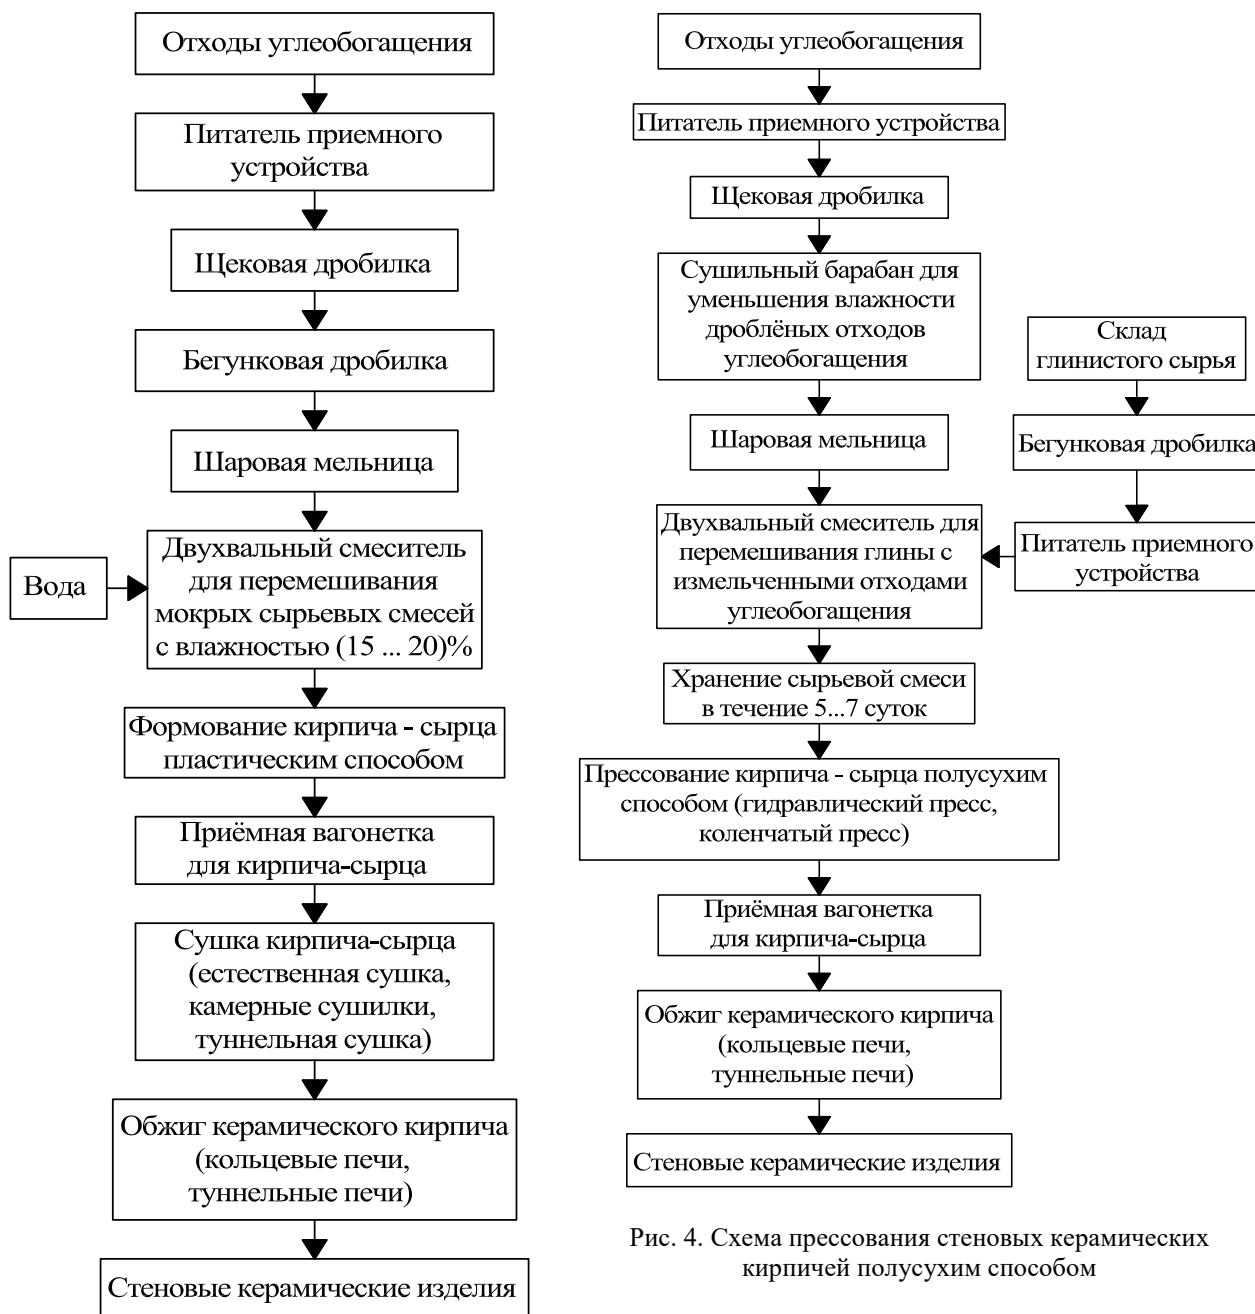 Отходы углеобогащения
Питатель приемного
устройства
Щековая дробилка
Бегунковая дробилка
Шаровая мельница
Вода
Двухвальный смеситель
для перемешивания
мокрых сырьевых смесей
с влажностью (15 ... 20)%
Формование кирпича - сырца
пластическим способом
Приёмная вагонетка
для кирпича-сырца
Сушка кирпича-сырца
(естественная сушка,
камерные сушилки,
туннельная сушка)
Обжиг керамического кирпича
(кольцевые печи,
туннельные печи)
Стеновые керамические изделия
Отходы углеобогащения
Питатель приемного устройства
Щековая дробилка
Сушильный барабан для
уменьшения влажности
дроблёных отходов
углеобогащения
Шаровая мельница
Склад
глинистого сырья
Бегунковая дробилка
Питатель приемного
устройства
Двухвальный смеситель для
перемешивания глины с
измельченными отходами
углеобогащения
Хранение сырьевой смеси
в течение 5...7 суток
Прессование кирпича - сырца полусухим
способом (гидравлический пресс,
коленчатый пресс)
Приёмная вагонетка
для кирпича-сырца
Обжиг керамического кирпича
(кольцевые печи,
туннельные печи)
Стеновые керамические изделия
Рис. 4. Схема прессования стеновых керамических
кирпичей полусухим способом